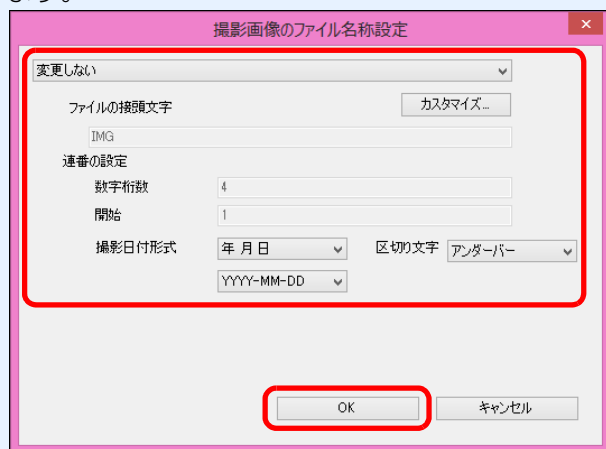 ます。
撮影画像のファイル名称設定
×
変更しない
ファイルの接頭文字 カスタマイズ...
IMG
連番の設定
数字桁数 4
開始 1
撮影日付形式 年 月 日 区切り文字 アンダーバー
YYYY-MM-DD
OK キャンセル